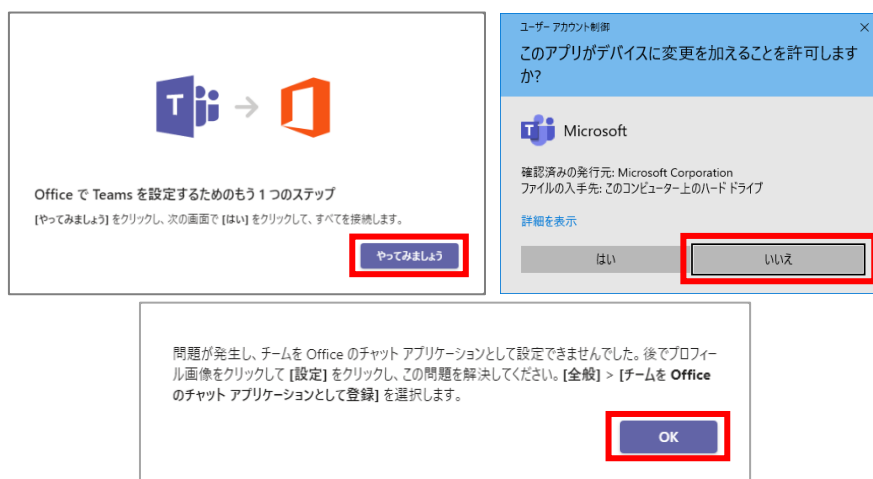 Office で Teams を設定するためのもう 1 つのステップ
[やってみましょう] をクリックし、次の画面で [はい] をクリックして、すべてを接続します。
やってみましょう
ユーザー アカウント制御
このアプリがデバイスに変更を加えることを許可します
か?
Microsoft
確認済みの発行元: Microsoft Corporation
ファイルの入手先: このコンピューター上のハード ドライブ
詳細を表示
はい
いいえ
問題が発生し、チームを Office のチャット アプリケーションとして設定できませんでした。後でプロフィー
ル画像をクリックして [設定] をクリックし、この問題を解決してください。[全般] > [チームを Office
のチャット アプリケーションとして登録] を選択します。
OK